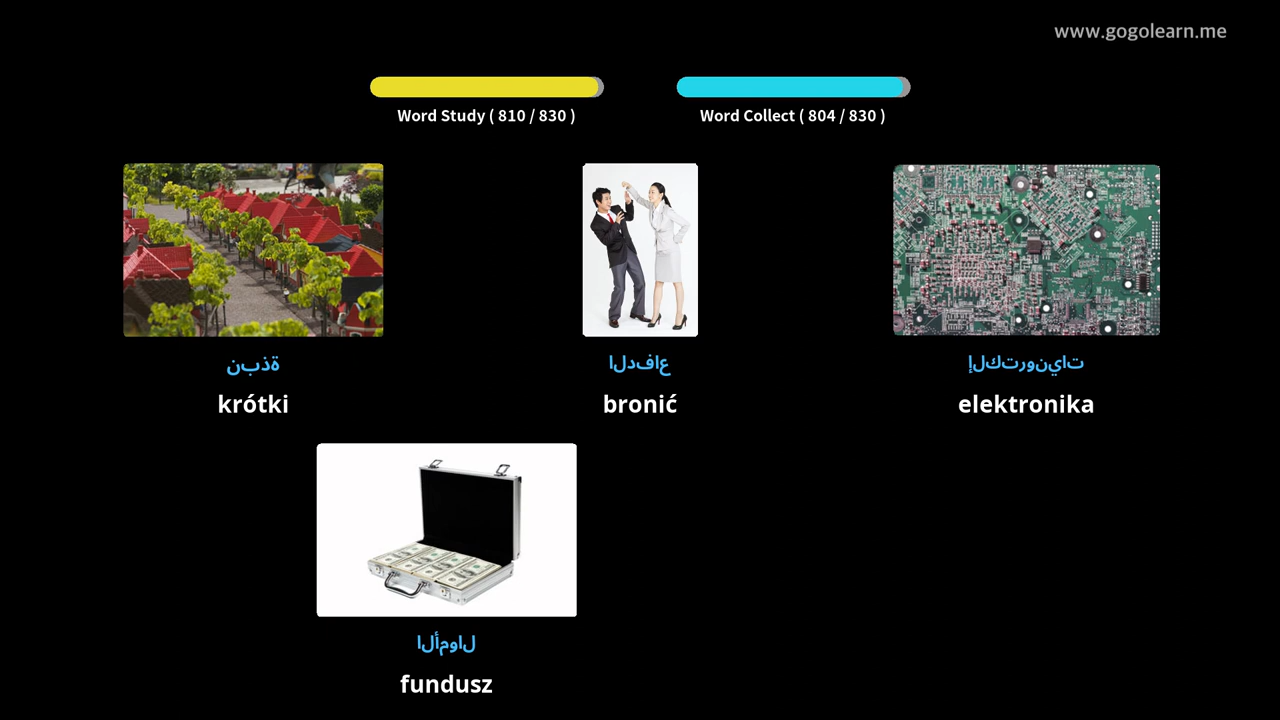 www.gogolearn.me
Word Study ( 810 / 830 )
Word Collect ( 804 / 830 )
نبذة
الدفاع
إلكترونيات
krótki
bronić
elektronika
الأموال
fundusz